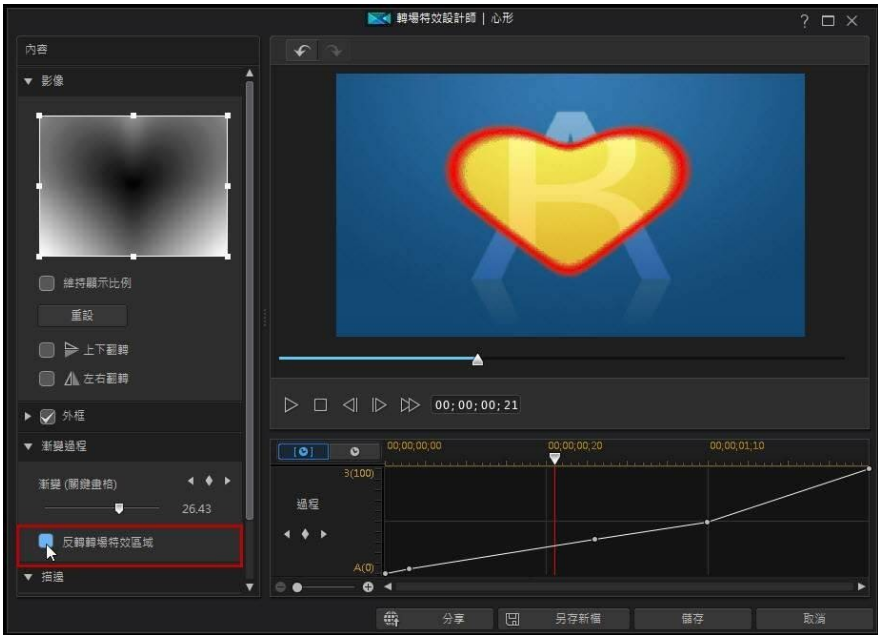 轉場特效設計師 | 心形
內容
影像
維持顯示比例
重設
上下翻轉
左右翻轉
外框
漸變過程
漸變 (關鍵畫格)
26.43
反轉轉場特效區域
描邊
A
B
00;00;00;21
00;00;00;00
00;00;00;20
00;00;01;10
B(100)
過程
A(0)
分享
另存新檔
儲存
取消